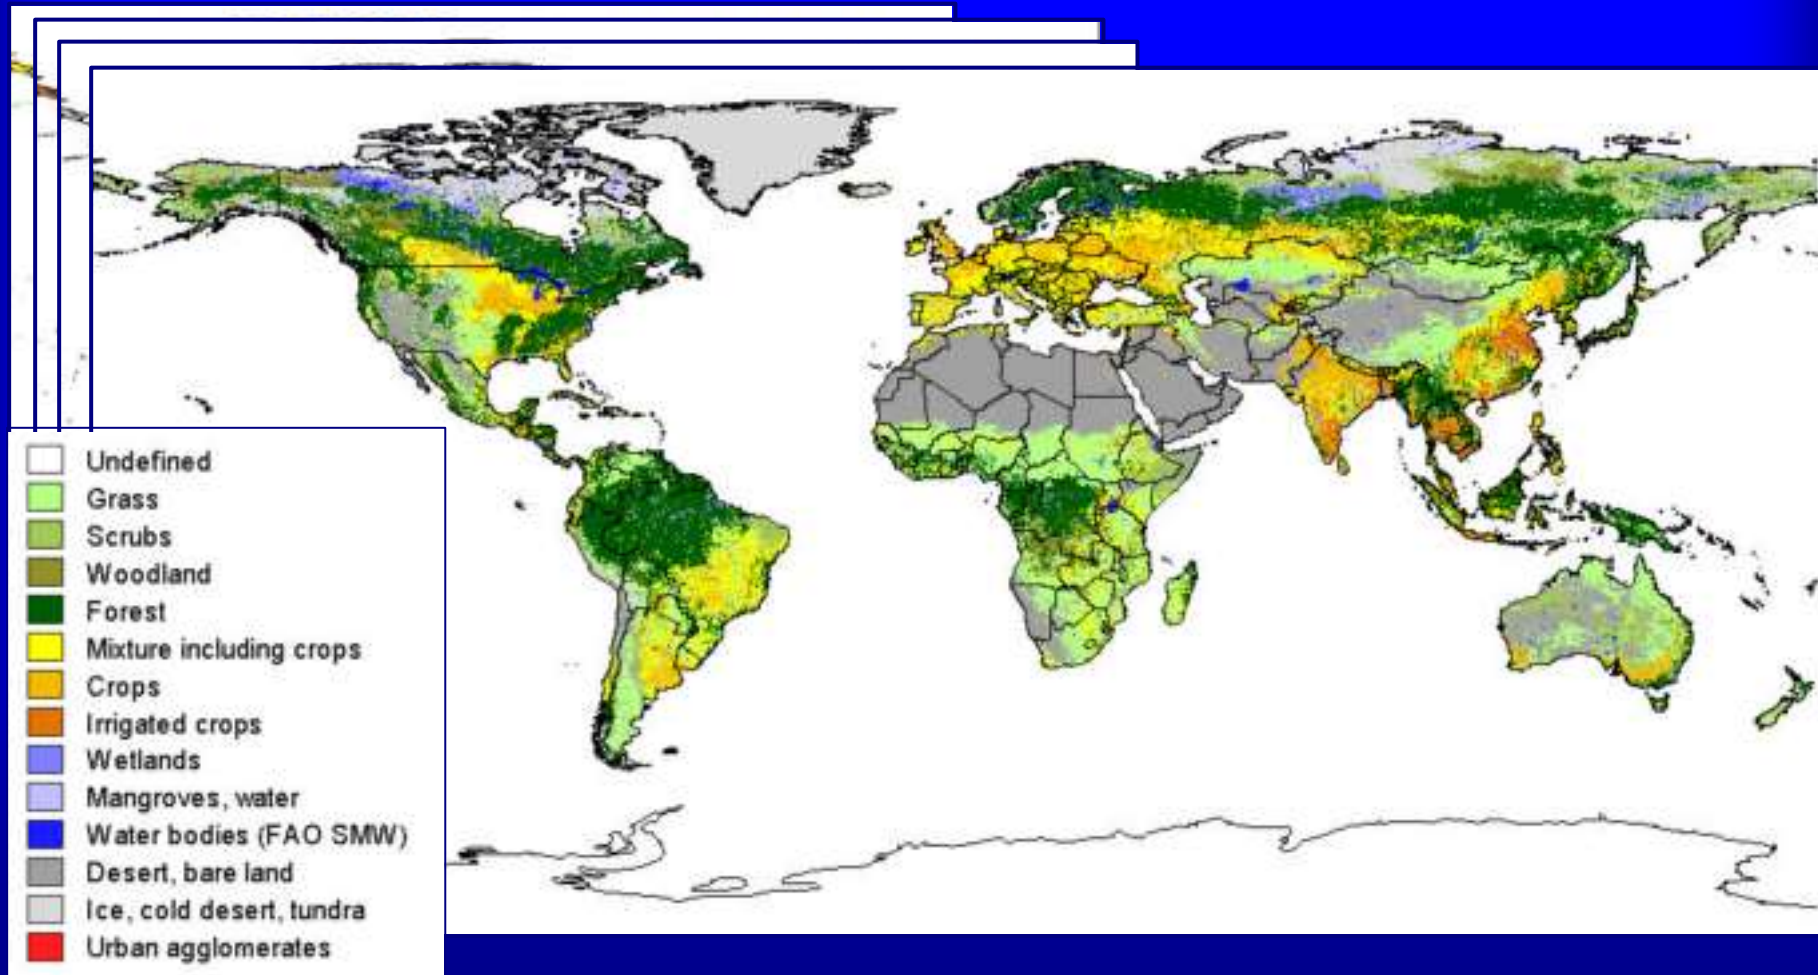 Undefined
Grass
Scrubs
Woodland
Forest
Mixture including crops
Crops
Irrigated crops
Wetlands
Mangroves, water
Water bodies (FAO SMW)
Desert, bare land
Ice, cold desert, tundra
Urban agglomerates